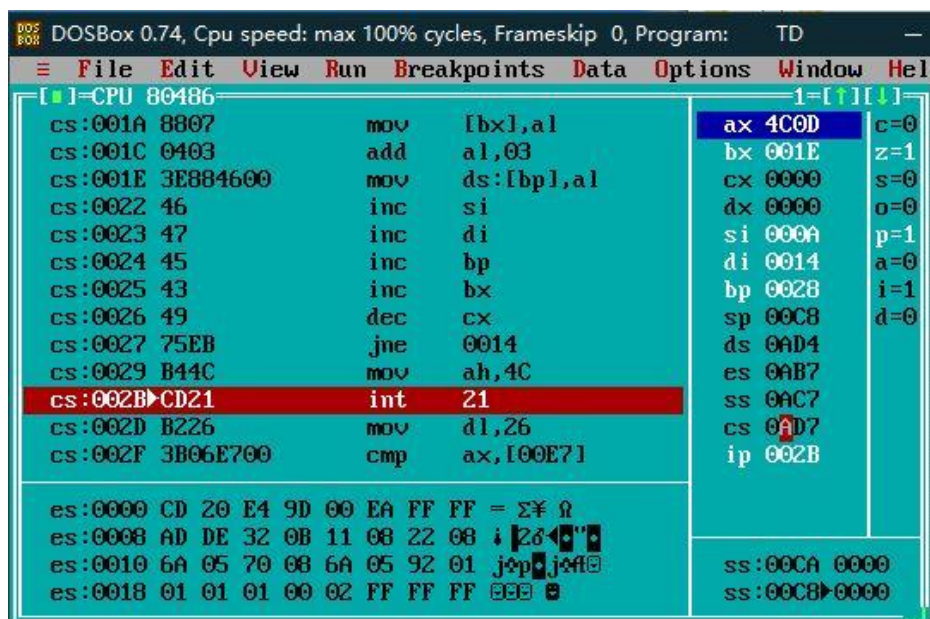 DOSBox 0.74, Cpu speed: max 100% cycles, Frameskip 0, Program: TD
≡ File Edit View Run Breakpoints Data Options Window Hel
[■]=CPU 80486 1=[↑][↓]
cs:001A 8807 mov [bx],al ax 4C0D c=0
cs:001C 0403 add al,03 bx 001E z=1
cs:001E 3E884600 mov ds:[bp],al cx 0000 s=0
cs:0022 46 inc si dx 0000 o=0
cs:0023 47 inc di si 000A p=1
cs:0024 45 inc bp di 0014 a=0
cs:0025 43 inc bx bp 0028 i=1
cs:0026 49 dec cx sp 00C8 d=0
cs:0027 75EB jne 0014 ds 0AD4
cs:0029 B44C mov ah,4C es 0AB7
cs:002B►CD21 int 21 ss 0AC7
cs:002D B226 mov dl,26 cs 0AD7
cs:002F 3B06E700 cmp ax,[00E7] ip 002B
es:0000 CD 20 E4 9D 00 EA FF FF = Σ¥ Ω
es:0008 AD DE 32 0B 11 08 22 08
es:0010 6A 05 70 08 6A 05 92 01 ss:00CA 0000
es:0018 01 01 01 00 02 FF FF FF ss:00C8►0000